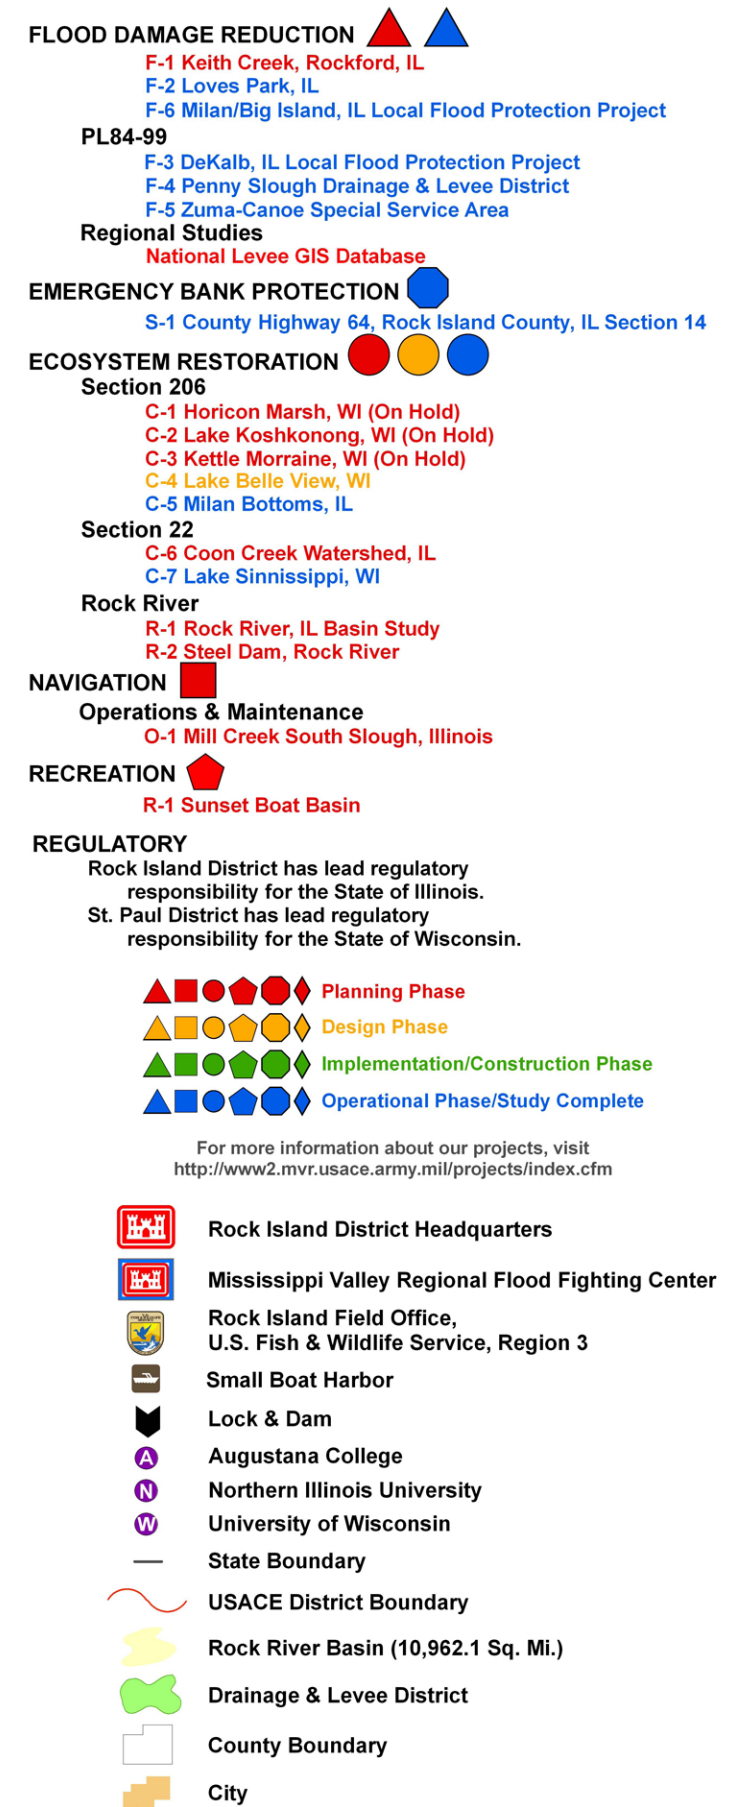 FLOOD DAMAGE REDUCTION
F-1 Keith Creek, Rockford, IL
F-2 Loves Park, IL
F-6 Milan/Big Island, IL Local Flood Protection Project
PL84-99
F-3 DeKalb, IL Local Flood Protection Project
F-4 Penny Slough Drainage & Levee District
F-5 Zuma-Canoe Special Service Area
Regional Studies
National Levee GIS Database
EMERGENCY BANK PROTECTION
S-1 County Highway 64, Rock Island County, IL Section 14
ECOSYSTEM RESTORATION
Section 206
C-1 Horicon Marsh, WI (On Hold)
C-2 Lake Koshkonong, WI (On Hold)
C-3 Kettle Morraine, WI (On Hold)
C-4 Lake Belle View, WI
C-5 Milan Bottoms, IL
Section 22
C-6 Coon Creek Watershed, IL
C-7 Lake Sinnissippi, WI
Rock River
R-1 Rock River, IL Basin Study
R-2 Steel Dam, Rock River
NAVIGATION
Operations & Maintenance
O-1 Mill Creek South Slough, Illinois
RECREATION
R-1 Sunset Boat Basin
REGULATORY
Rock Island District has lead regulatory
responsibility for the State of Illinois.
St. Paul District has lead regulatory
responsibility for the State of Wisconsin.
Planning Phase
Design Phase
Implementation/Construction Phase
Operational Phase/Study Complete
For more information about our projects, visit
http://www2.mvr.usace.army.mil/projects/index.cfm
Rock Island District Headquarters
Mississippi Valley Regional Flood Fighting Center
Rock Island Field Office,
U.S. Fish & Wildlife Service, Region 3
Small Boat Harbor
Lock & Dam
A Augustana College
N Northern Illinois University
W University of Wisconsin
State Boundary
USACE District Boundary
Rock River Basin (10,962.1 Sq. Mi.)
Drainage & Levee District
County Boundary
City